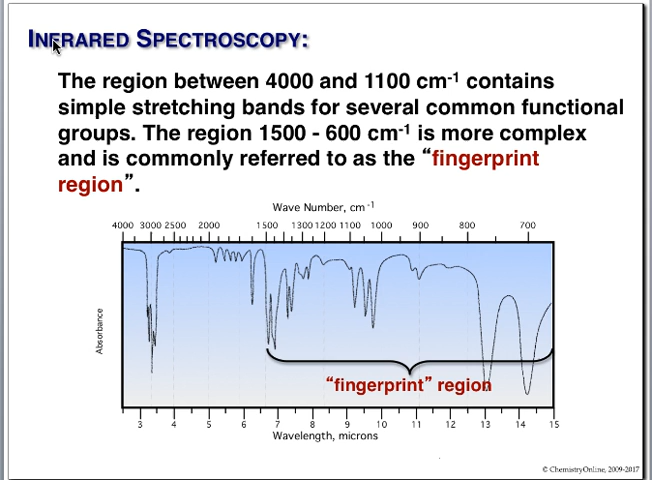 INFRARED SPECTROSCOPY:
The region between 4000 and 1100 cm-1 contains
simple stretching bands for several common functional
groups. The region 1500 - 600 cm-1 is more complex
and is commonly referred to as the “fingerprint
region”.
Wave Number, cm-1
4000 3000 2500 2000 1500 1300 1200 1100 1000 900 800 700
Absorbance
“fingerprint” region
3 4 5 6 7 8 9 10 11 12 13 14 15
Wavelength, microns
© ChemistryOnline, 2009-2017